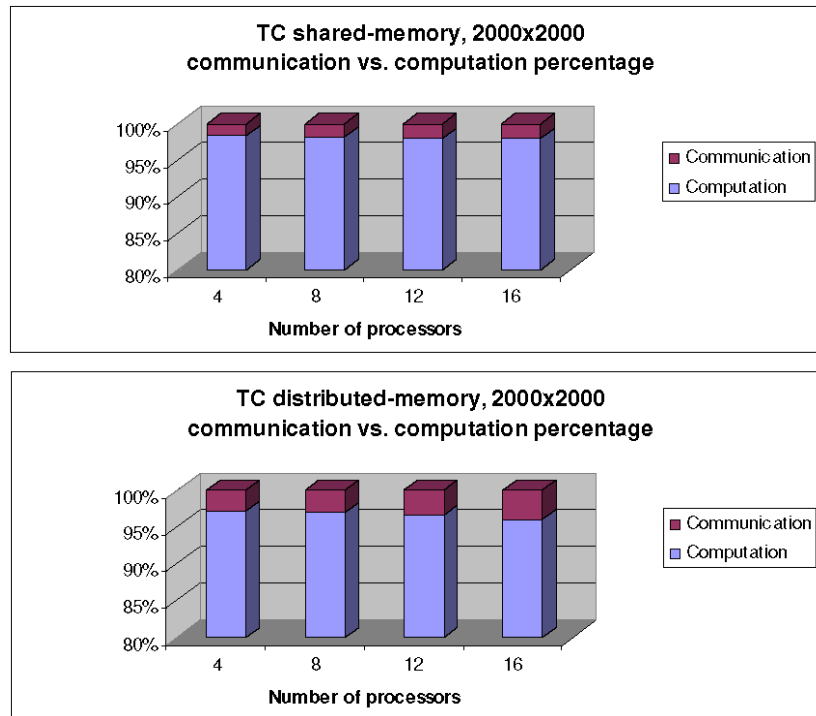 TC shared-memory, 2000x2000
communication vs. computation percentage
100%
95%
90%
85%
80%
4 8 12 16
Number of processors
Communication
Computation
TC distributed-memory, 2000x2000
communication vs. computation percentage
100%
95%
90%
85%
80%
4 8 12 16
Number of processors
Communication
Computation